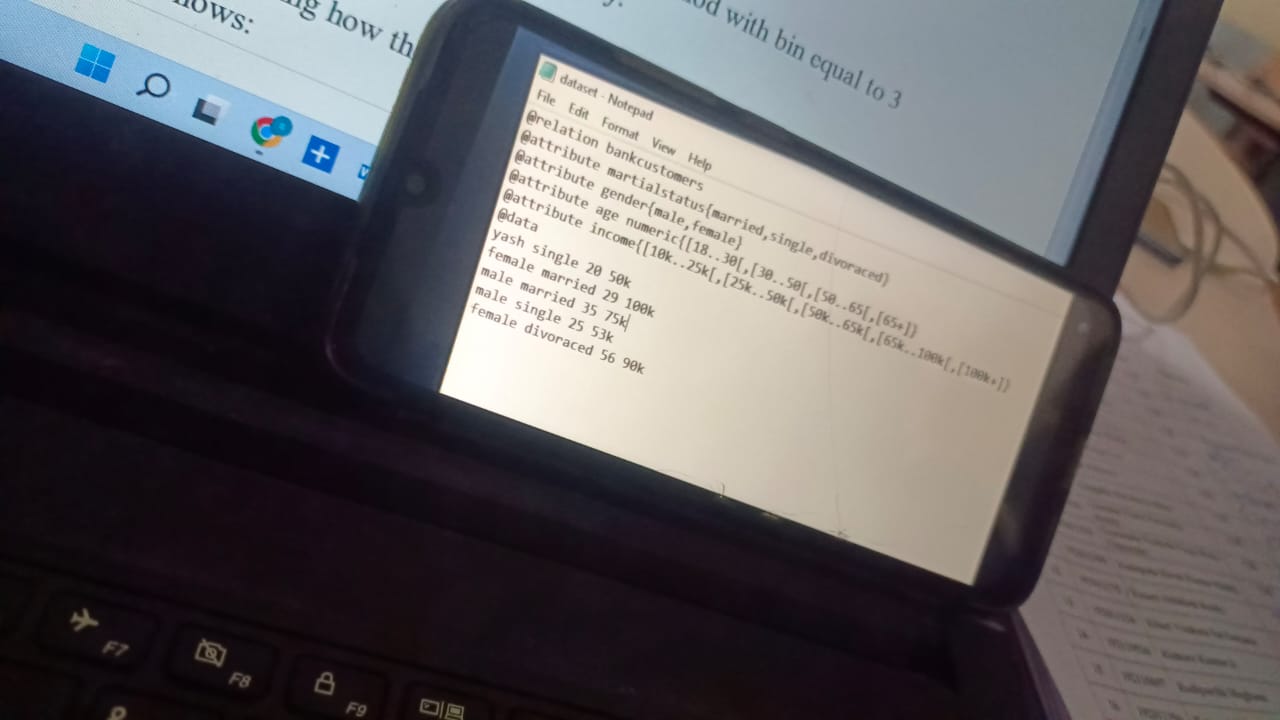 ng how th
lows:
od with bin equal to 3
dataset - Notepad
File Edit Format View Help
@relation bankcustomers
@attribute martialstatus{married,single,divoraced}
@attribute gender{male,female}
@attribute age numeric{[18..30[,[30..50[,[50..65[,[65+]}
@attribute income{[10k..25k[,[25k..50k[,[50k..65k[,[65k..100k[,[100k+]}
@data
yash single 20 50k
female married 29 100k
male married 35 75k
male single 25 53k
female divoraced 56 90k
F7
F8
F9